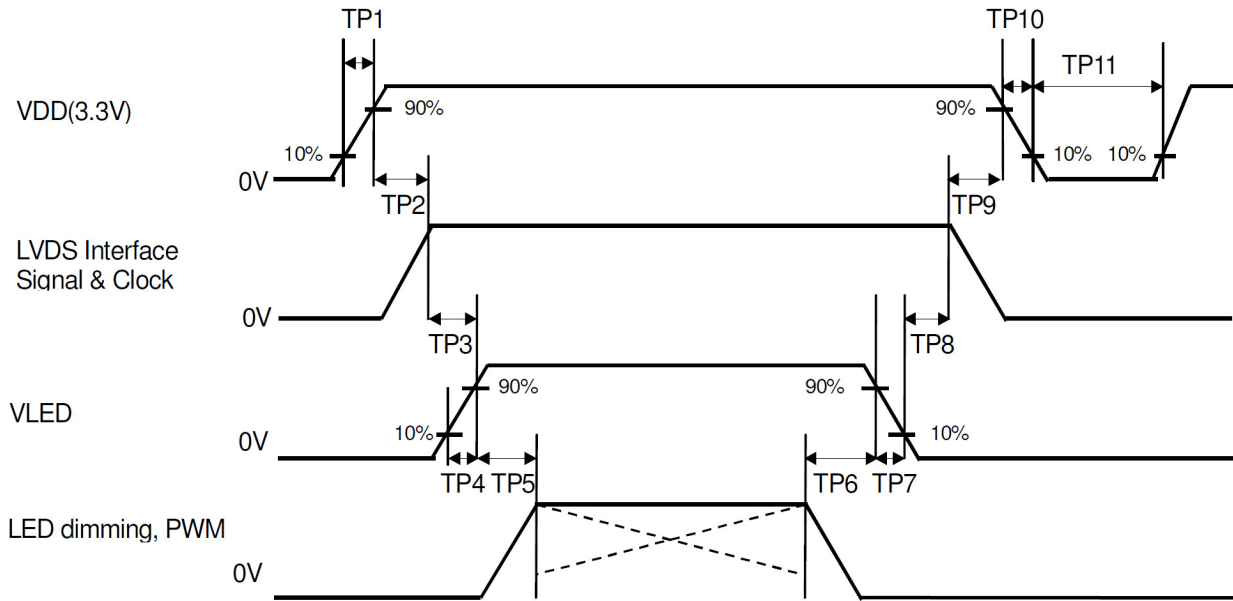 TP1
TP10
TP11
VDD(3.3V)
90%
90%
10%
10%
10%
0V
TP2
TP9
LVDS Interface
Signal & Clock
0V
TP3
TP8
90%
90%
VLED
10%
10%
0V
TP4
TP5
TP6
TP7
LED dimming, PWM
0V